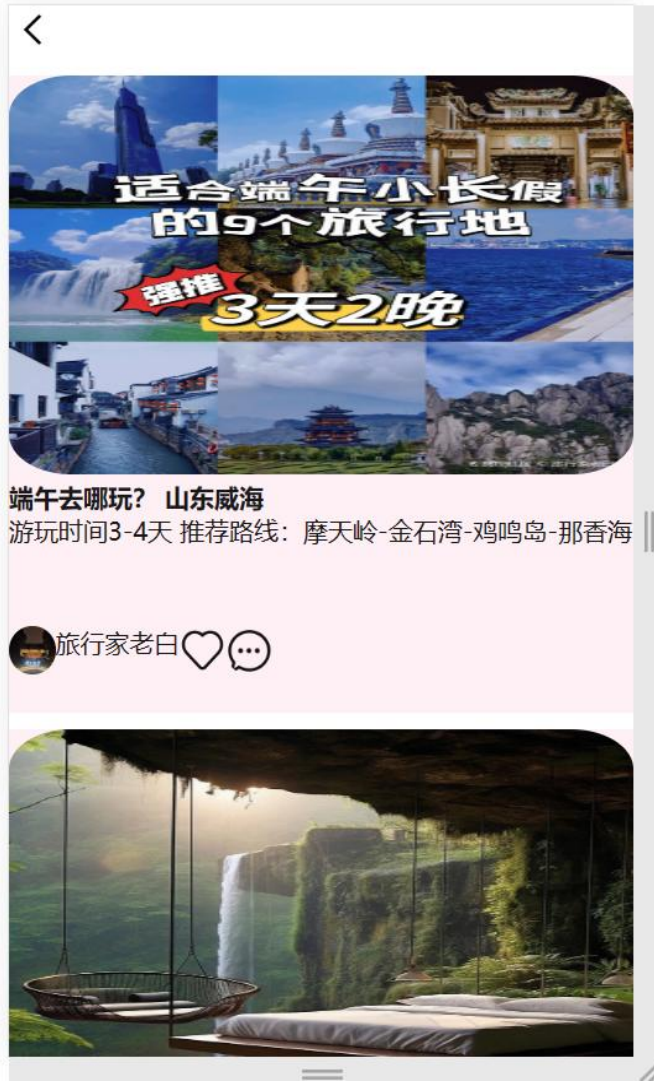 适合端午小长假
的9个旅行地
强推
3天2晚
端午去哪玩？ 山东威海
游玩时间3-4天 推荐路线：摩天岭-金石湾-鸡鸣岛-那香海
旅行家老白